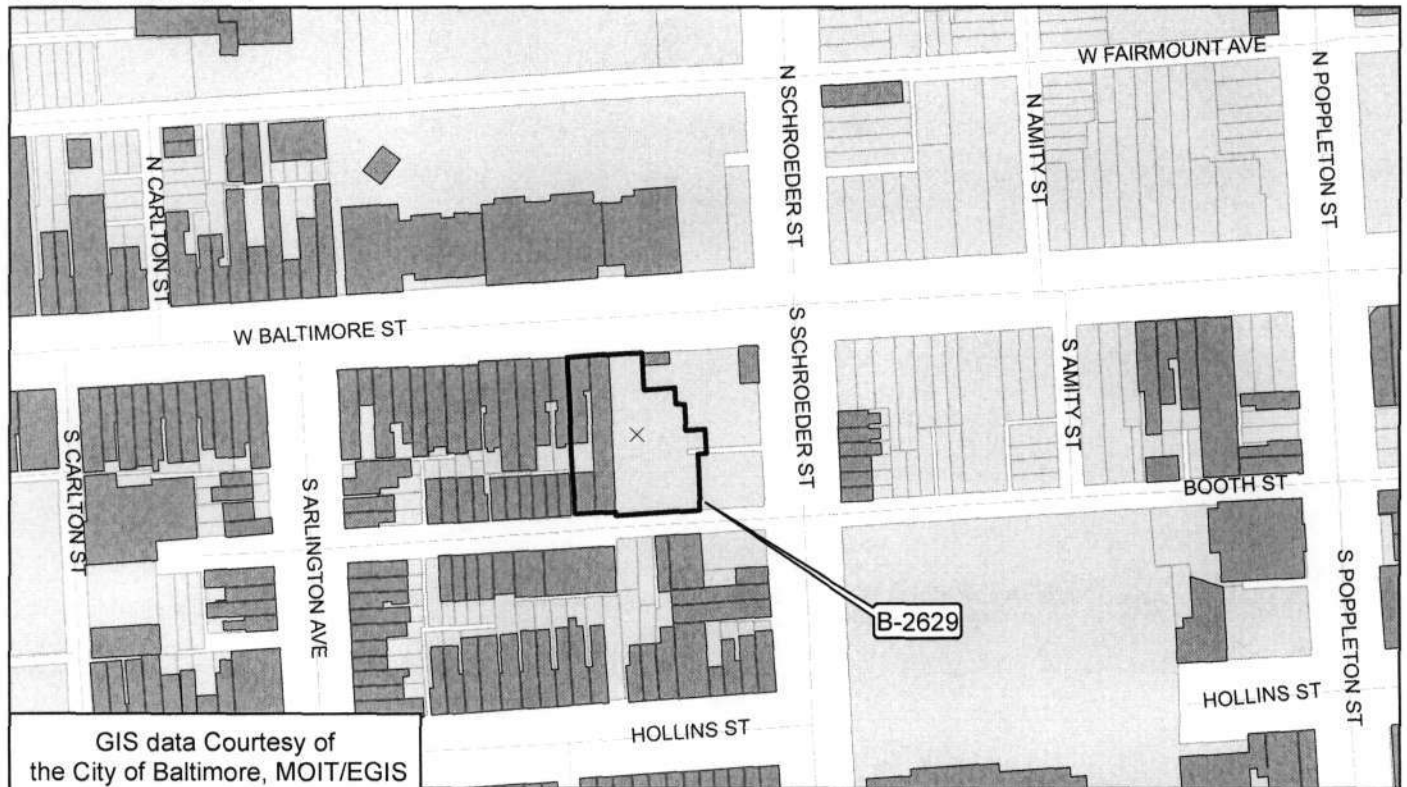 W FAIRMOUNT AVE
N SCHROEDER ST
N AMITY ST
N POPPLETON ST
N CARLTON ST
W BALTIMORE ST
S SCHROEDER ST
S AMITY ST
S CARLTON ST
S ARLINGTON AVE
BOOTH ST
S POPPLETON ST
B-2629
HOLLINS ST
HOLLINS ST
GIS data Courtesy of
the City of Baltimore, MOIT/EGIS